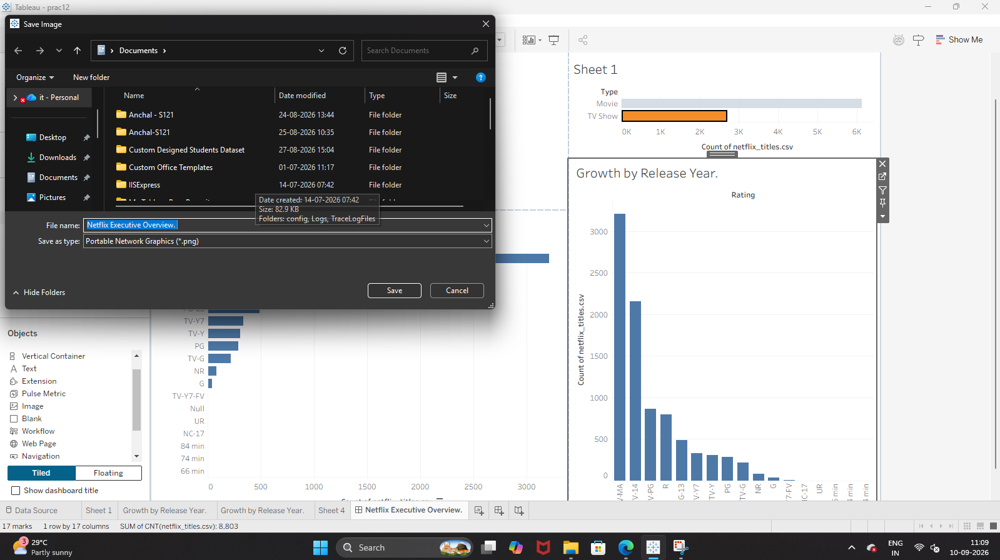 Tableau - prac12
Save Image
Documents
Search Documents
Organize
New folder
it - Personal
Desktop
Downloads
Documents
Pictures
Name
Date modified
Type
Size
Anchal - S121
24-08-2026 13:44
File folder
Anchal-S121
25-08-2026 10:35
File folder
Custom Designed Students Dataset
27-08-2026 15:04
File folder
Custom Office Templates
01-07-2026 11:17
File folder
IISExpress
14-07-2026 07:42
File folder
Date created: 14-07-2026 07:42
Size: 82.9 KB
Folders: config, Logs, TraceLogFiles
File name:
Netflix Executive Overview.
Save as type:
Portable Network Graphics (*.png)
Hide Folders
Save
Cancel
Show Me
Sheet 1
Type
Movie
TV Show
0K
1K
2K
3K
4K
5K
6K
Count of netflix_titles.csv
Growth by Release Year.
Rating
Count of netflix_titles.csv
3000
2500
2000
1500
1000
500
0
V-MA
V-14
V-PG
R
G-13
V-Y7
TV-Y
PG
TV-G
NR
G
7-FV
IC-17
UR
min
min
min
TV-Y7
TV-Y
PG
TV-G
NR
G
TV-Y7-FV
Null
UR
NC-17
84 min
74 min
66 min
0
500
1000
1500
2000
2500
3000
Objects
Vertical Container
Text
Extension
Pulse Metric
Image
Blank
Workflow
Web Page
Navigation
Tiled
Floating
Show dashboard title
Data Source
Sheet 1
Growth by Release Year.
Growth by Release Year.
Sheet 4
Netflix Executive Overview.
17 marks
1 row by 17 columns
SUM of CNT(netflix_titles.csv): 8,803
3
29°C
Partly sunny
Search
ENG
IN
11:09
10-09-2026